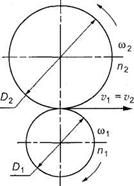 ω₂
n₂
D₂
v₁ = v₂
ω₁
n₁
D₁